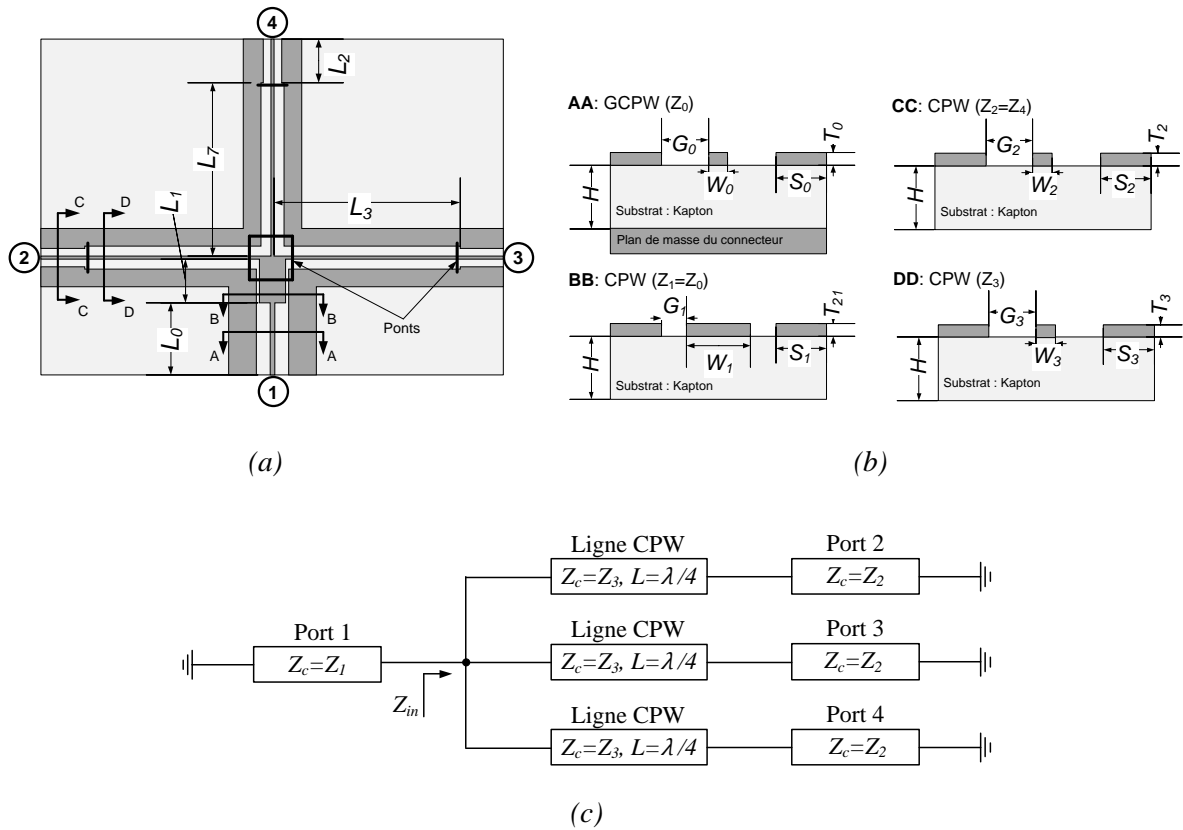 4
L2
L7
L1
L3
C
D
2
3
C
D
B
B
Ponts
L0
A
A
1
(a)
AA: GCPW (Z0)
G0
T0
H
W0
S0
Substrat : Kapton
Plan de masse du connecteur
CC: CPW (Z2=Z4)
G2
T2
H
W2
S2
Substrat : Kapton
BB: CPW (Z1=Z0)
G1
T21
H
W1
S1
Substrat : Kapton
DD: CPW (Z3)
G3
T3
H
W3
S3
Substrat : Kapton
(b)
Ligne CPW
Zc=Z3, L=λ/4
Port 2
Zc=Z2
Port 1
Zc=Z1
Zin
Ligne CPW
Zc=Z3, L=λ/4
Port 3
Zc=Z2
Ligne CPW
Zc=Z3, L=λ/4
Port 4
Zc=Z2
(c)